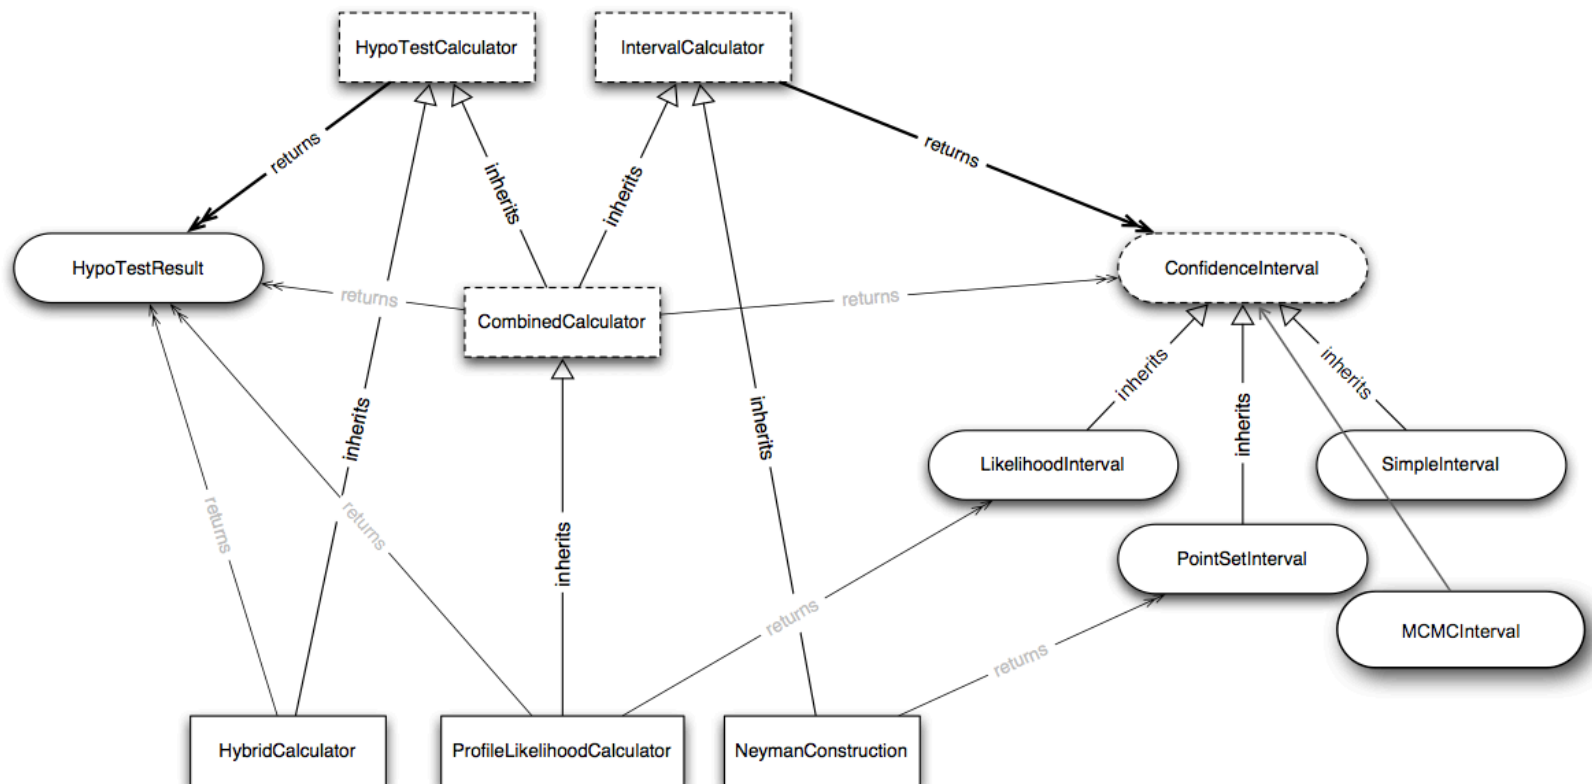 HypoTestCalculator
IntervalCalculator
returns
returns
inherits
inherits
HypoTestResult
ConfidenceInterval
returns
returns
CombinedCalculator
inherits
inherits
inherits
inherits
inherits
LikelihoodInterval
SimpleInterval
returns
returns
inherits
PointSetInterval
returns
MCMCInterval
returns
HybridCalculator
ProfileLikelihoodCalculator
NeymanConstruction